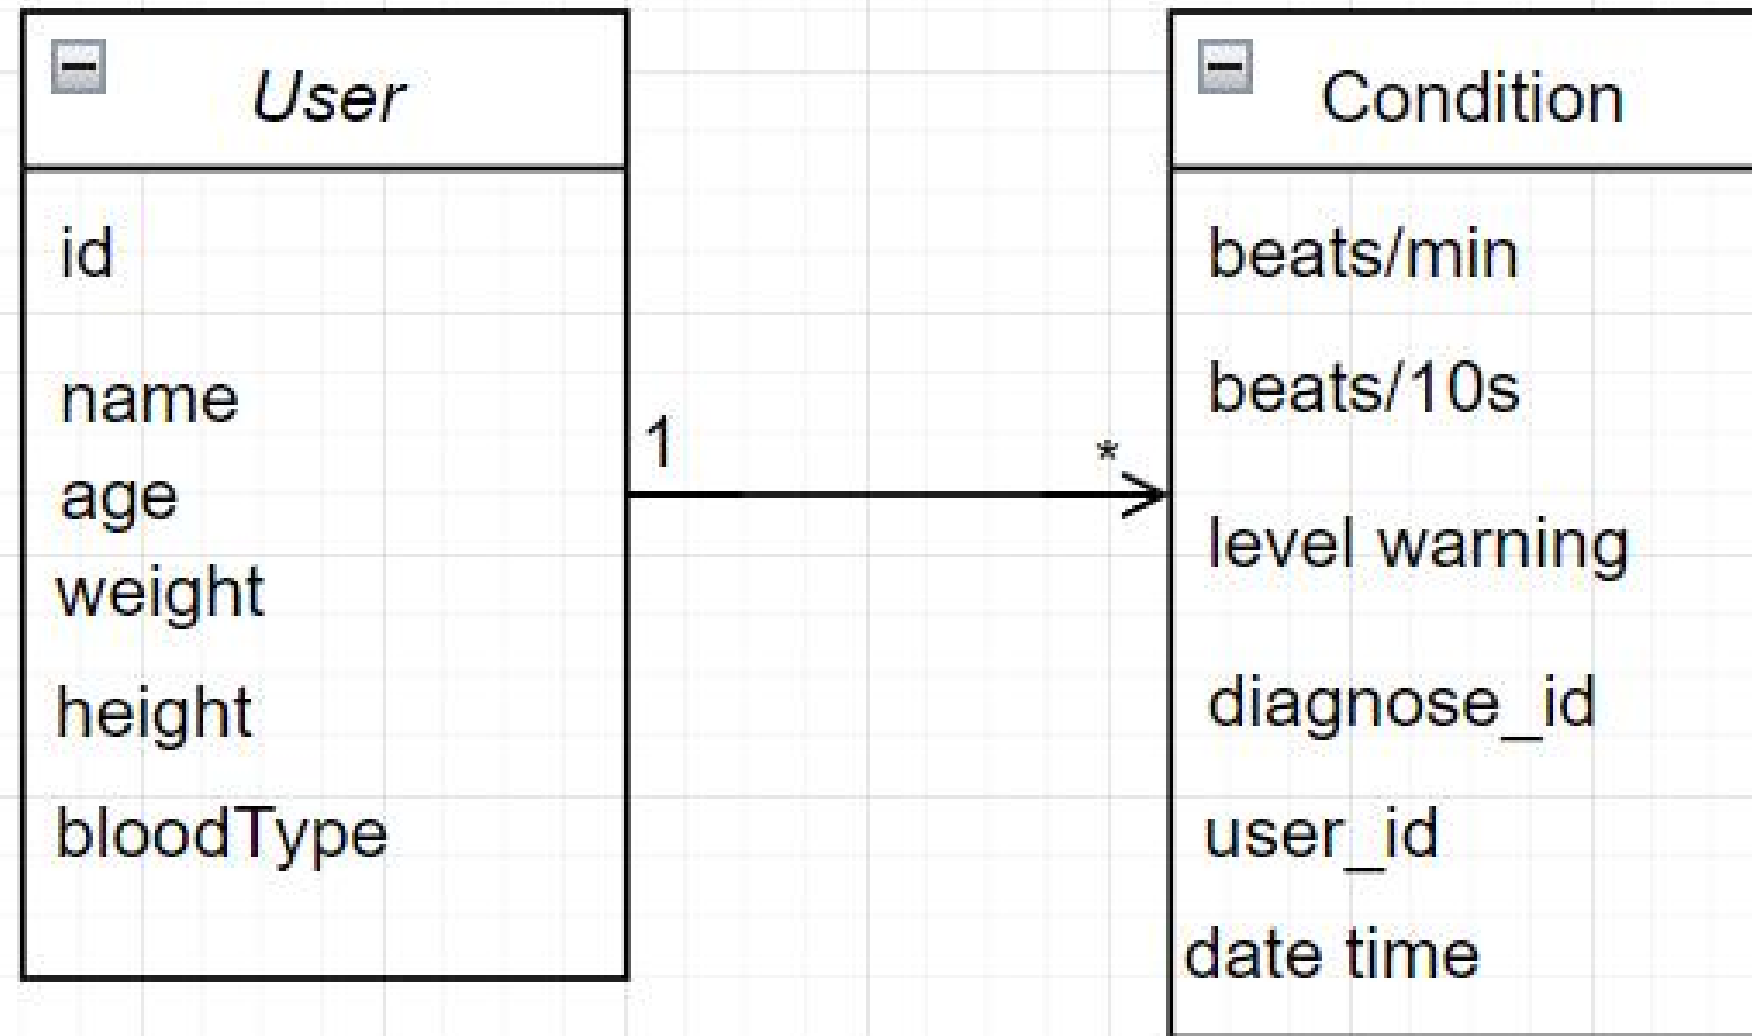 User
id
name
age
weight
height
bloodType
1
*
Condition
beats/min
beats/10s
level warning
diagnose_id
user_id
date time